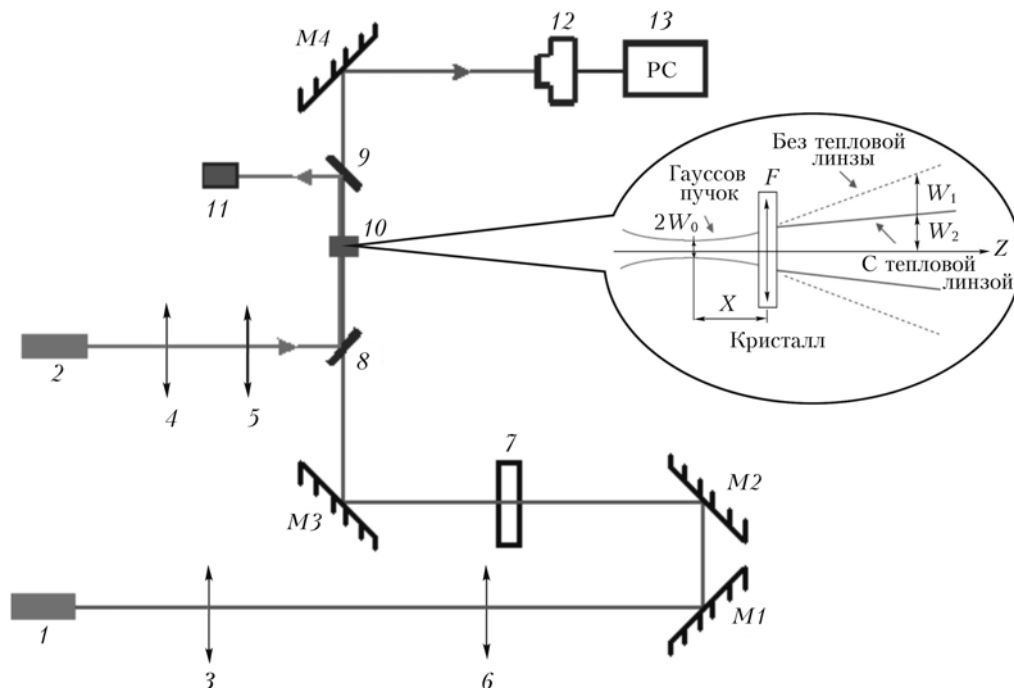 M4
12
13
PC
9
11
10
Без тепловой
линзы
Гауссов
пучок
F
W₁
2W₀
W₂
Z
С тепловой
линзой
X
Кристалл
8
2
4
5
7
M2
M3
M1
1
3
6